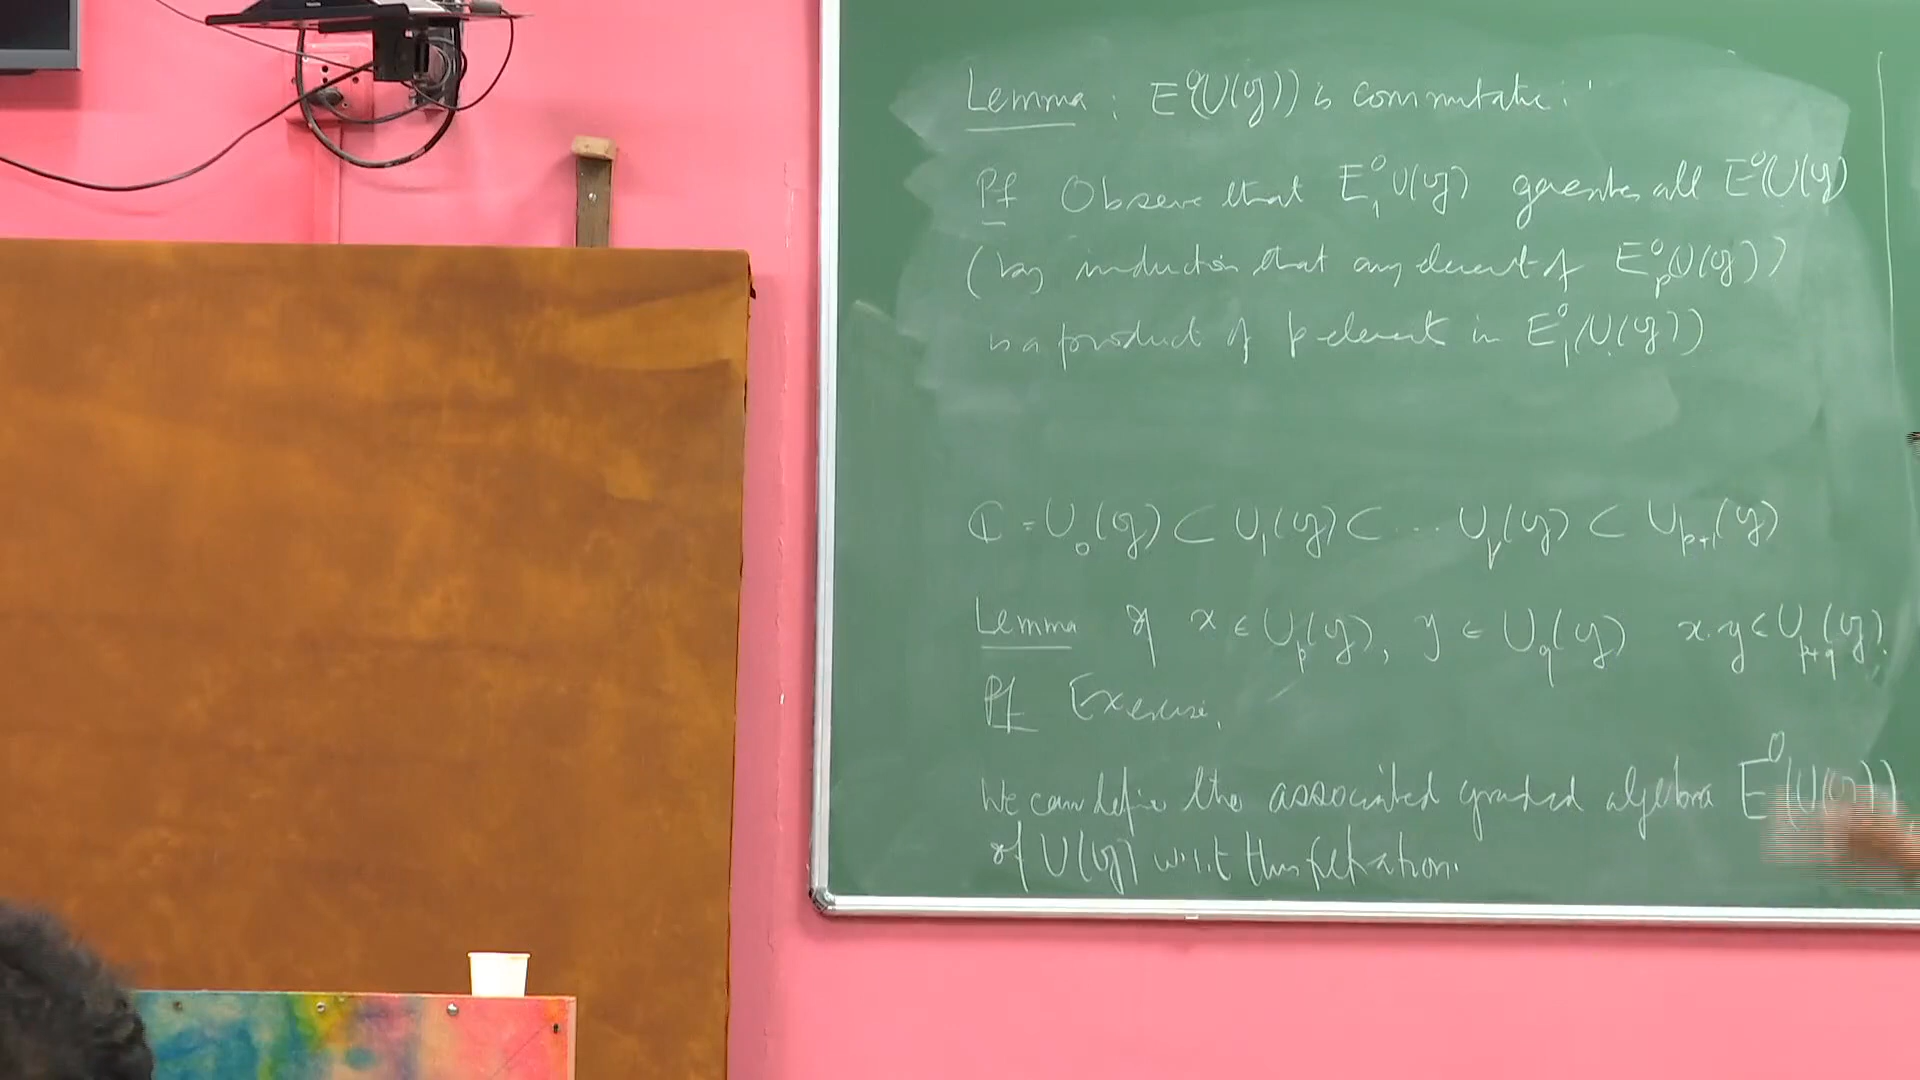 Lemma : E⁰(U(𝔤)) is commutative.
Pf Observe that E⁰₁U(𝔤) generates all E⁰(U(𝔤)
(by induction that any element of E⁰ₚ(U(𝔤))
is a product of p element in E⁰₁(U(𝔤))
ℂ = U₀(𝔤) ⊂ U₁(𝔤) ⊂ ... Uₚ(𝔤) ⊂ Uₚ₊₁(𝔤)
Lemma If x ∈ Uₚ(𝔤), y ∈ U_q(𝔤) x.y ∈ U_{p+q}(𝔤).
Pf Exercise.
We can define the associated graded algebra E⁰(U(𝔤))
of U(𝔤) w.r.t this filtration.